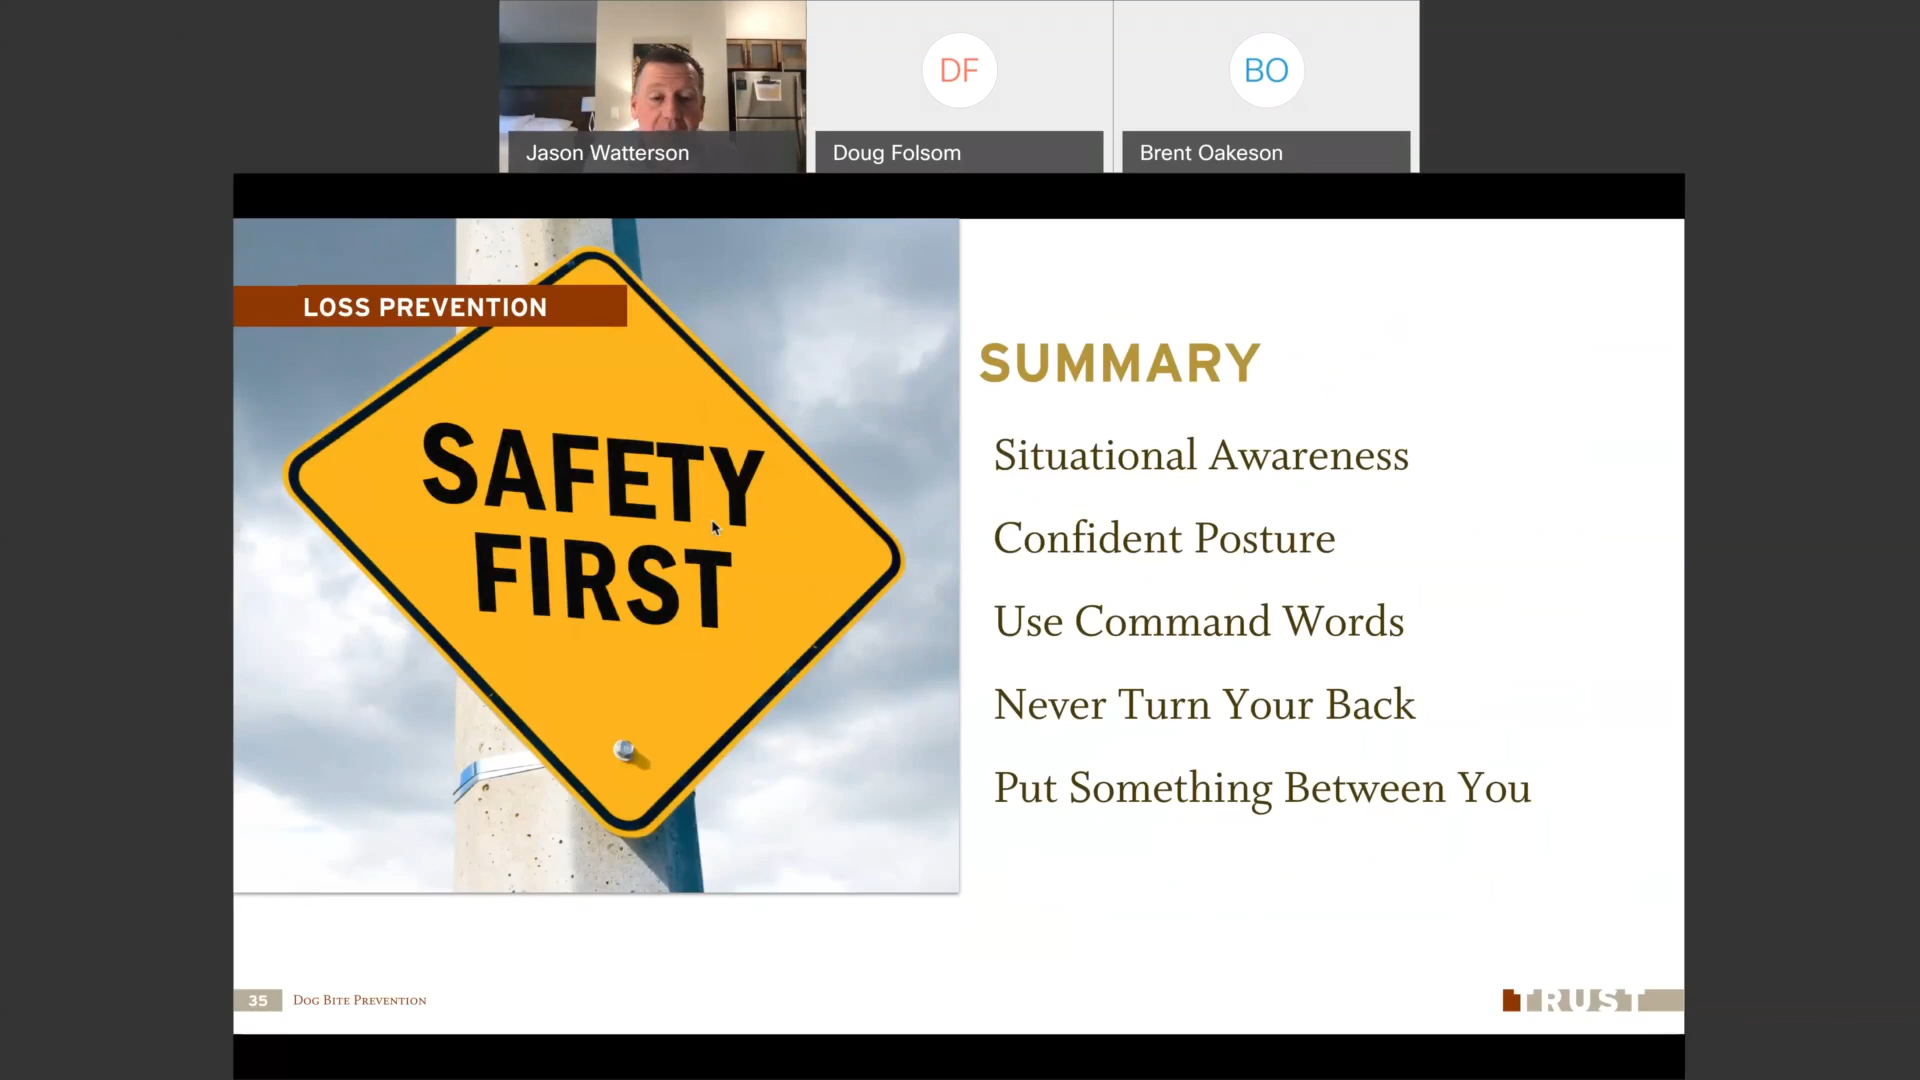 DF
BO
Jason Watterson
Doug Folsom
Brent Oakeson
LOSS PREVENTION
SAFETY
FIRST
SUMMARY
Situational Awareness
Confident Posture
Use Command Words
Never Turn Your Back
Put Something Between You
35
Dog Bite Prevention
TRUST